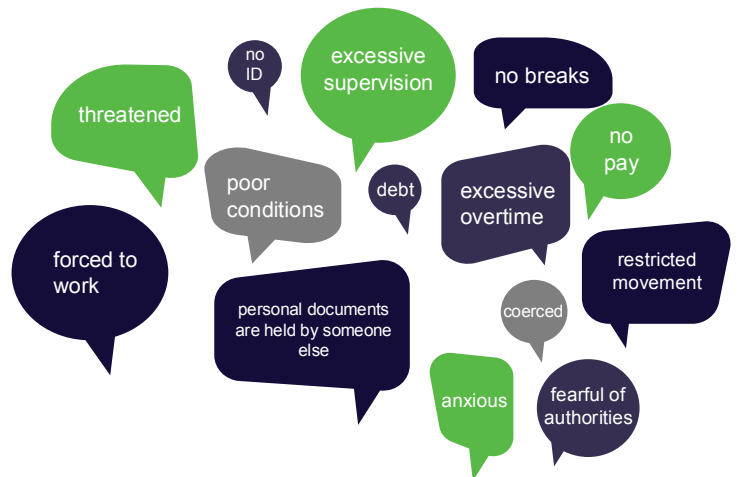 no
ID
excessive
supervision
no breaks
threatened
no
pay
poor
conditions
debt
excessive
overtime
forced to
work
restricted
movement
personal documents
are held by someone
else
coerced
anxious
fearful of
authorities